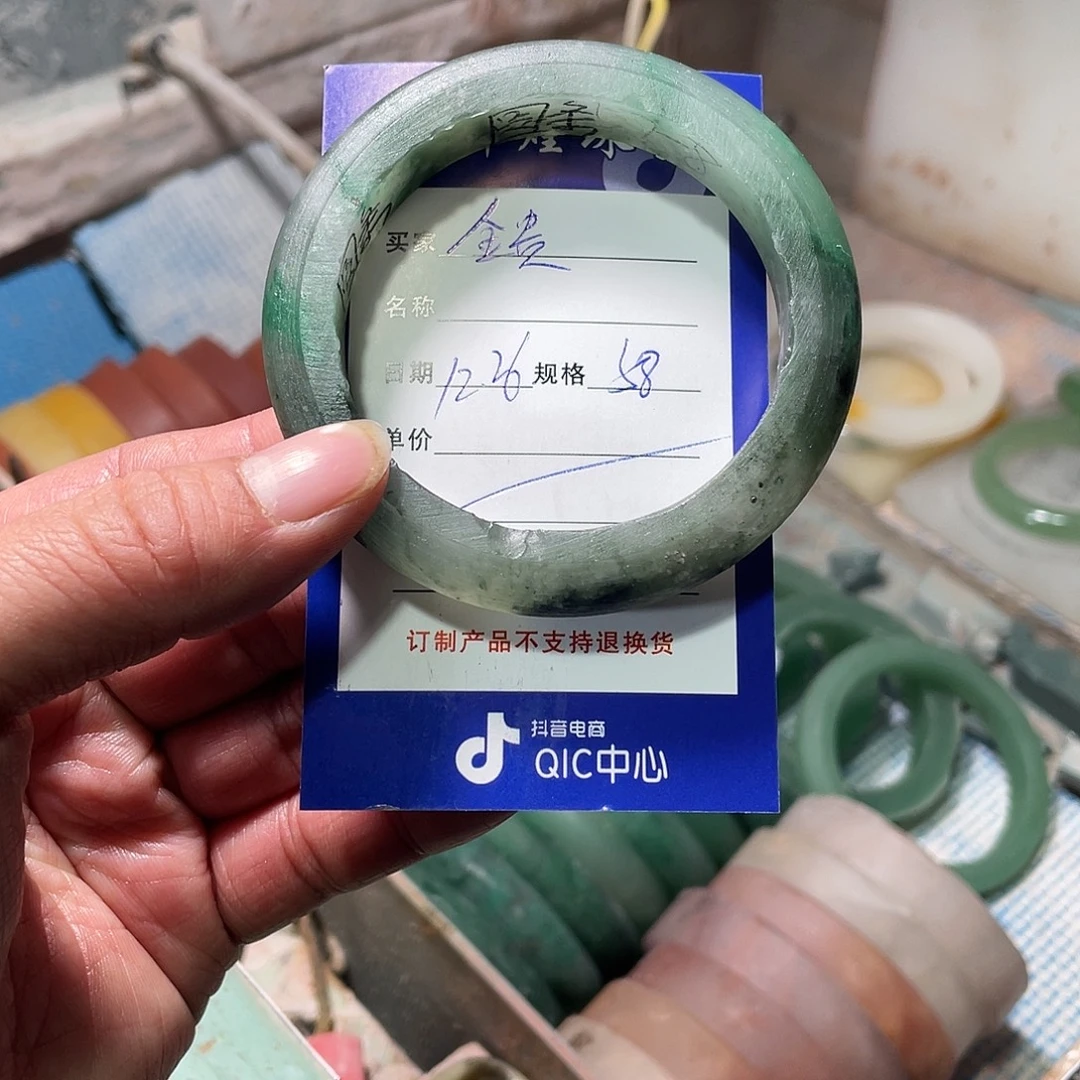 买家 金贵
名称
日期 12.26 规格 58
单价
订制产品不支持退换货
抖音电商
QIC中心